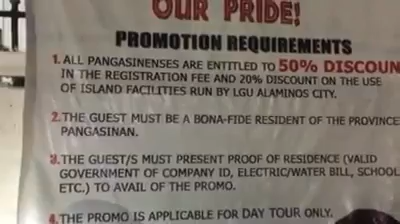 OUR PRIDE!
PROMOTION REQUIREMENTS
1. ALL PANGASINENSES ARE ENTITLED TO 50% DISCOUN
IN THE REGISTRATION FEE AND 20% DISCOUNT ON THE USE
OF ISLAND FACILITIES RUN BY LGU ALAMINOS CITY.
2. THE GUEST MUST BE A BONA-FIDE RESIDENT OF THE PROVINCE
PANGASINAN.
3. THE GUEST/S MUST PRESENT PROOF OF RESIDENCE (VALID
GOVERNMENT OF COMPANY ID, ELECTRIC/WATER BILL, SCHOOL
ETC.) TO AVAIL OF THE PROMO.
4. THE PROMO IS APPLICABLE FOR DAY TOUR ONLY.